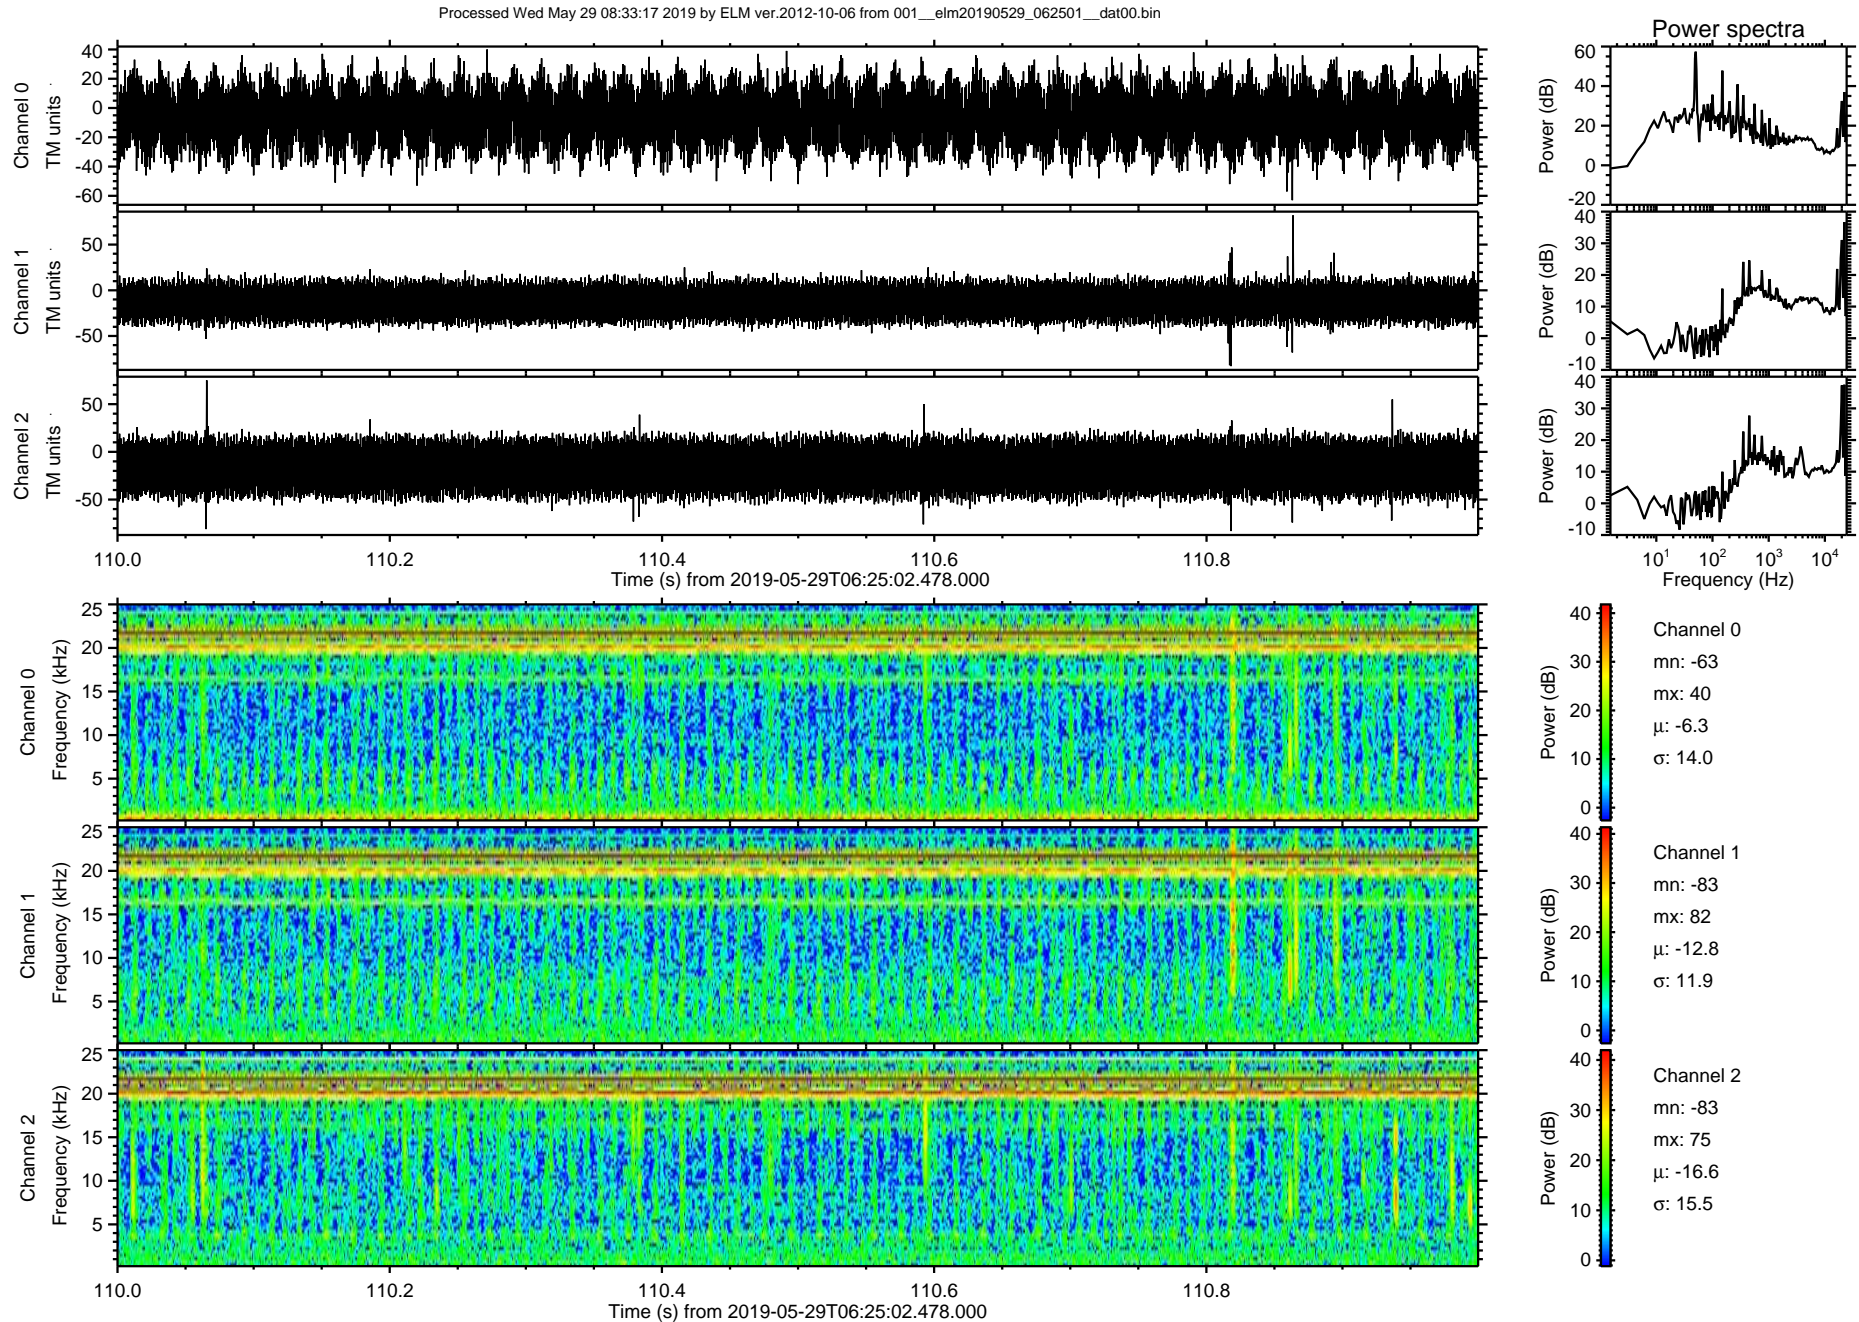 Processed Wed May 29 08:33:17 2019 by ELM ver.2012-10-06 from 001__elm20190529_062501__dat00.bin
Power spectra
Channel 0
TM units
40
20
0
-20
-40
-60
Power (dB)
60
40
20
0
-20
Channel 1
TM units
50
0
-50
Power (dB)
40
30
20
10
0
-10
Channel 2
TM units
50
0
-50
Power (dB)
40
30
20
10
0
-10
110.0 110.2 110.4 110.6 110.8
Time (s) from 2019-05-29T06:25:02.478.000
10¹ 10² 10³ 10⁴
Frequency (Hz)
Channel 0
Frequency (kHz)
25
20
15
10
5
Power (dB)
40
30
20
10
0
Channel 0
mn: -63
mx: 40
μ: -6.3
σ: 14.0
Channel 1
Frequency (kHz)
25
20
15
10
5
Power (dB)
40
30
20
10
0
Channel 1
mn: -83
mx: 82
μ: -12.8
σ: 11.9
Channel 2
Frequency (kHz)
25
20
15
10
5
Power (dB)
40
30
20
10
0
Channel 2
mn: -83
mx: 75
μ: -16.6
σ: 15.5
110.0 110.2 110.4 110.6 110.8
Time (s) from 2019-05-29T06:25:02.478.000